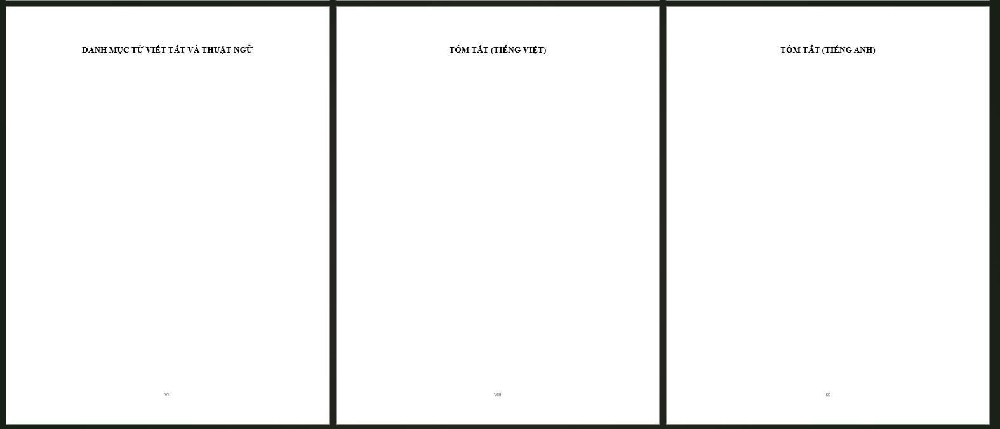 DANH MỤC TỪ VIẾT TẮT VÀ THUẬT NGỮ
vii
TÓM TẮT (TIẾNG VIỆT)
viii
TÓM TẮT (TIẾNG ANH)
ix